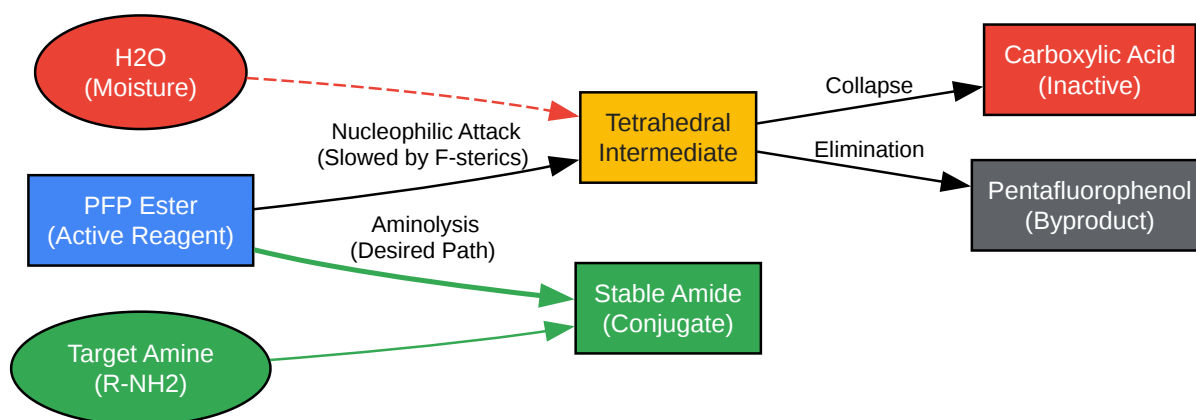 H2O
(Moisture)
Nucleophilic Attack
(Slowed by F-sterics)
PFP Ester
(Active Reagent)
Aminolysis
(Desired Path)
Target Amine
(R-NH2)
Tetrahedral
Intermediate
Stable Amide
(Conjugate)
Collapse
Elimination
Carboxylic Acid
(Inactive)
Pentafluorophenol
(Byproduct)